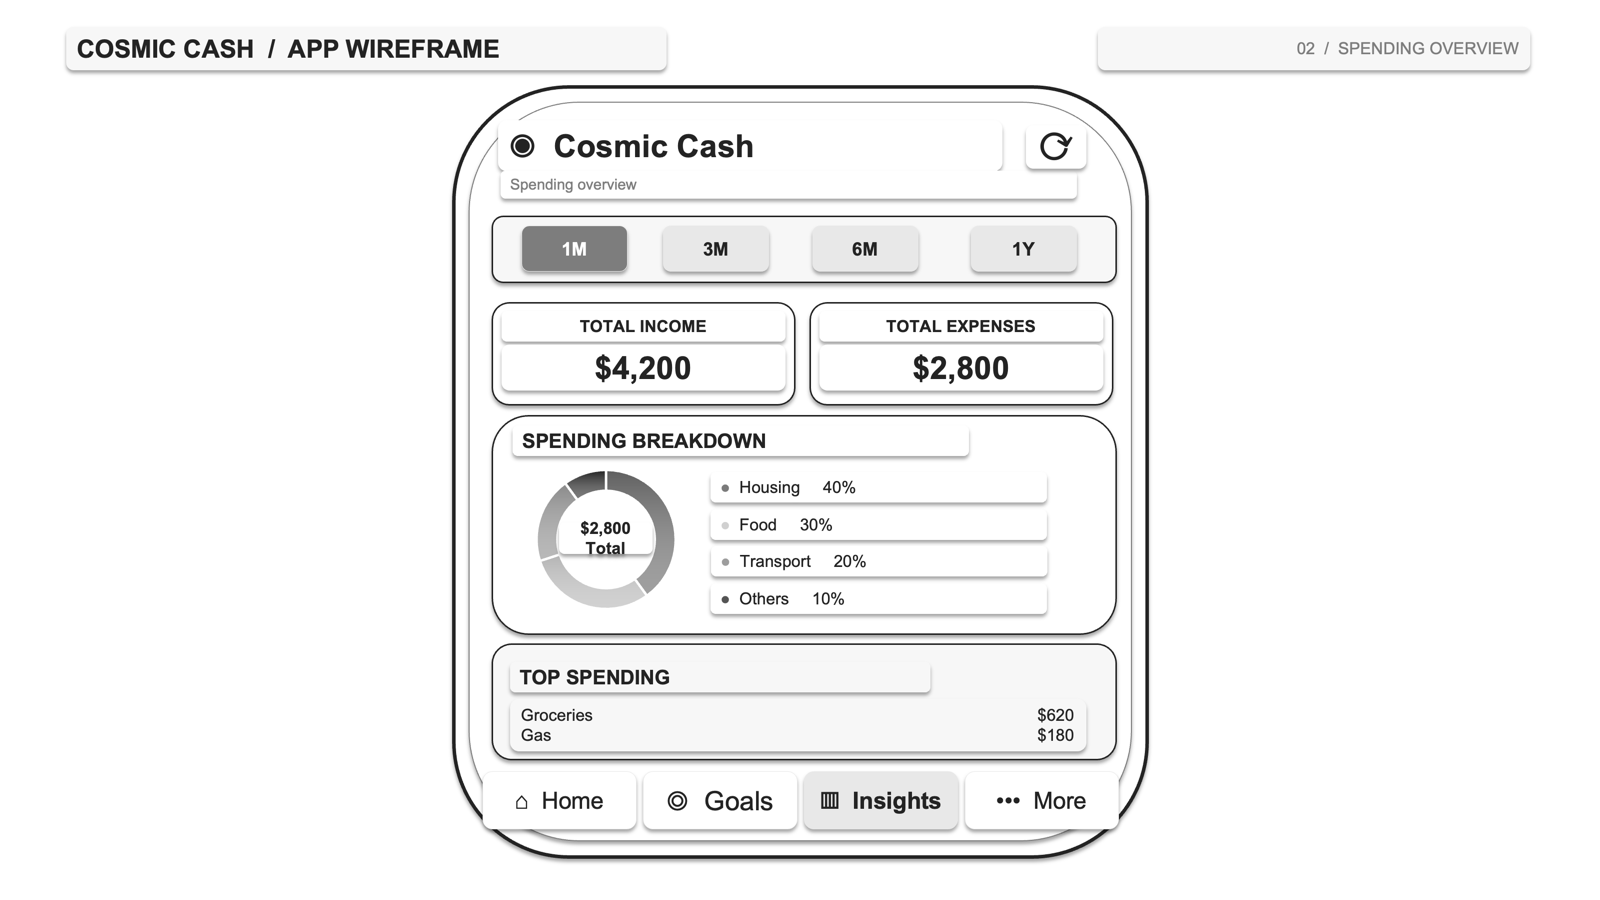 COSMIC CASH / APP WIREFRAME
02 / SPENDING OVERVIEW
Cosmic Cash
Spending overview
1M 3M 6M 1Y
TOTAL INCOME
$4,200
TOTAL EXPENSES
$2,800
SPENDING BREAKDOWN
$2,800
Total
Housing 40%
Food 30%
Transport 20%
Others 10%
TOP SPENDING
Groceries $620
Gas $180
Home Goals Insights More